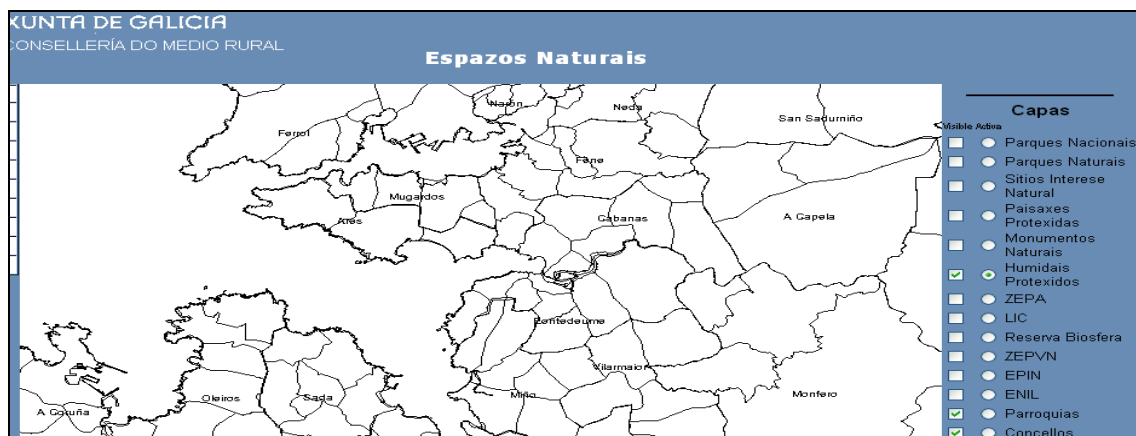 XUNTA DE GALICIA
CONSELLERÍA DO MEDIO RURAL
Espazos Naturais
Capas
Visible Activa
Parques Nacionais
Parques Naturais
Sitios Interese
Natural
Paisaxes
Protexidas
Monumentos
Naturais
Humidais
Protexidos
ZEPA
LIC
Reserva Biosfera
ZEPVN
EPIN
ENIL
Parroquias
Concellos
Narón
Neda
San Sadurniño
Ferrol
Fene
Mugardos
Ares
Cabanas
A Capela
Pontedeume
Vilarmaior
Miño
Monfero
Oleiros
Sada
A Coruña